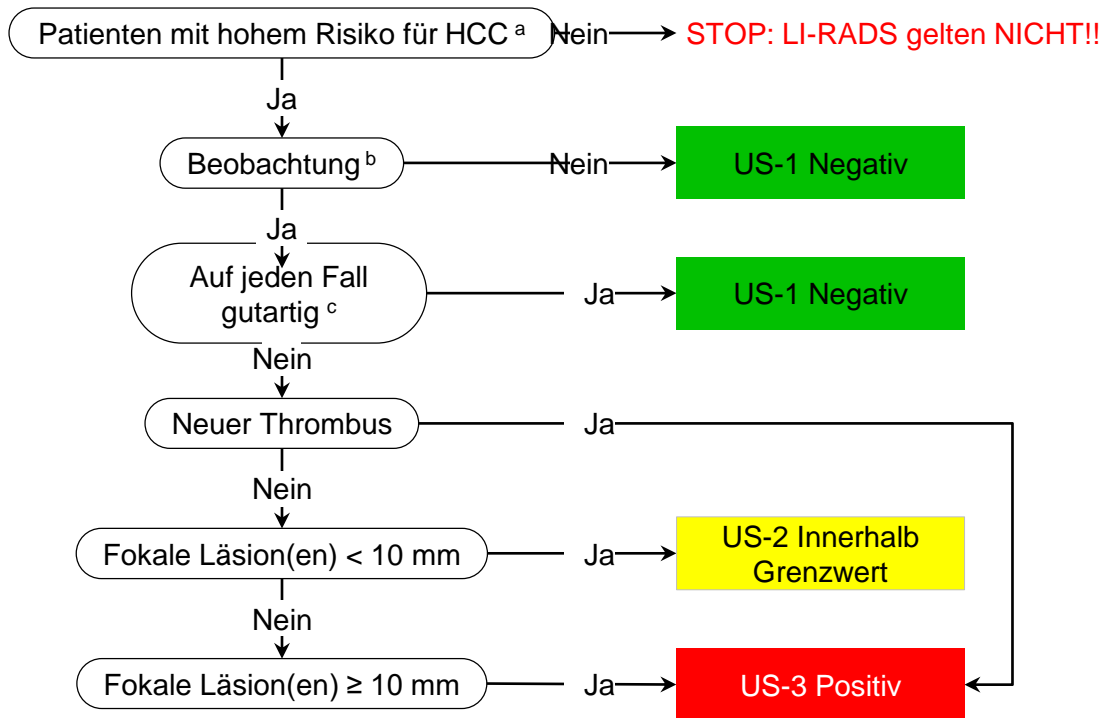 Patienten mit hohem Risiko für HCC a
Nein
STOP: LI-RADS gelten NICHT!!
Ja
Beobachtung b
Nein
US-1 Negativ
Ja
Auf jeden Fall
gutartig c
Ja
US-1 Negativ
Nein
Neuer Thrombus
Ja
Nein
Fokale Läsion(en) < 10 mm
Ja
US-2 Innerhalb
Grenzwert
Nein
Fokale Läsion(en) ≥ 10 mm
Ja
US-3 Positiv